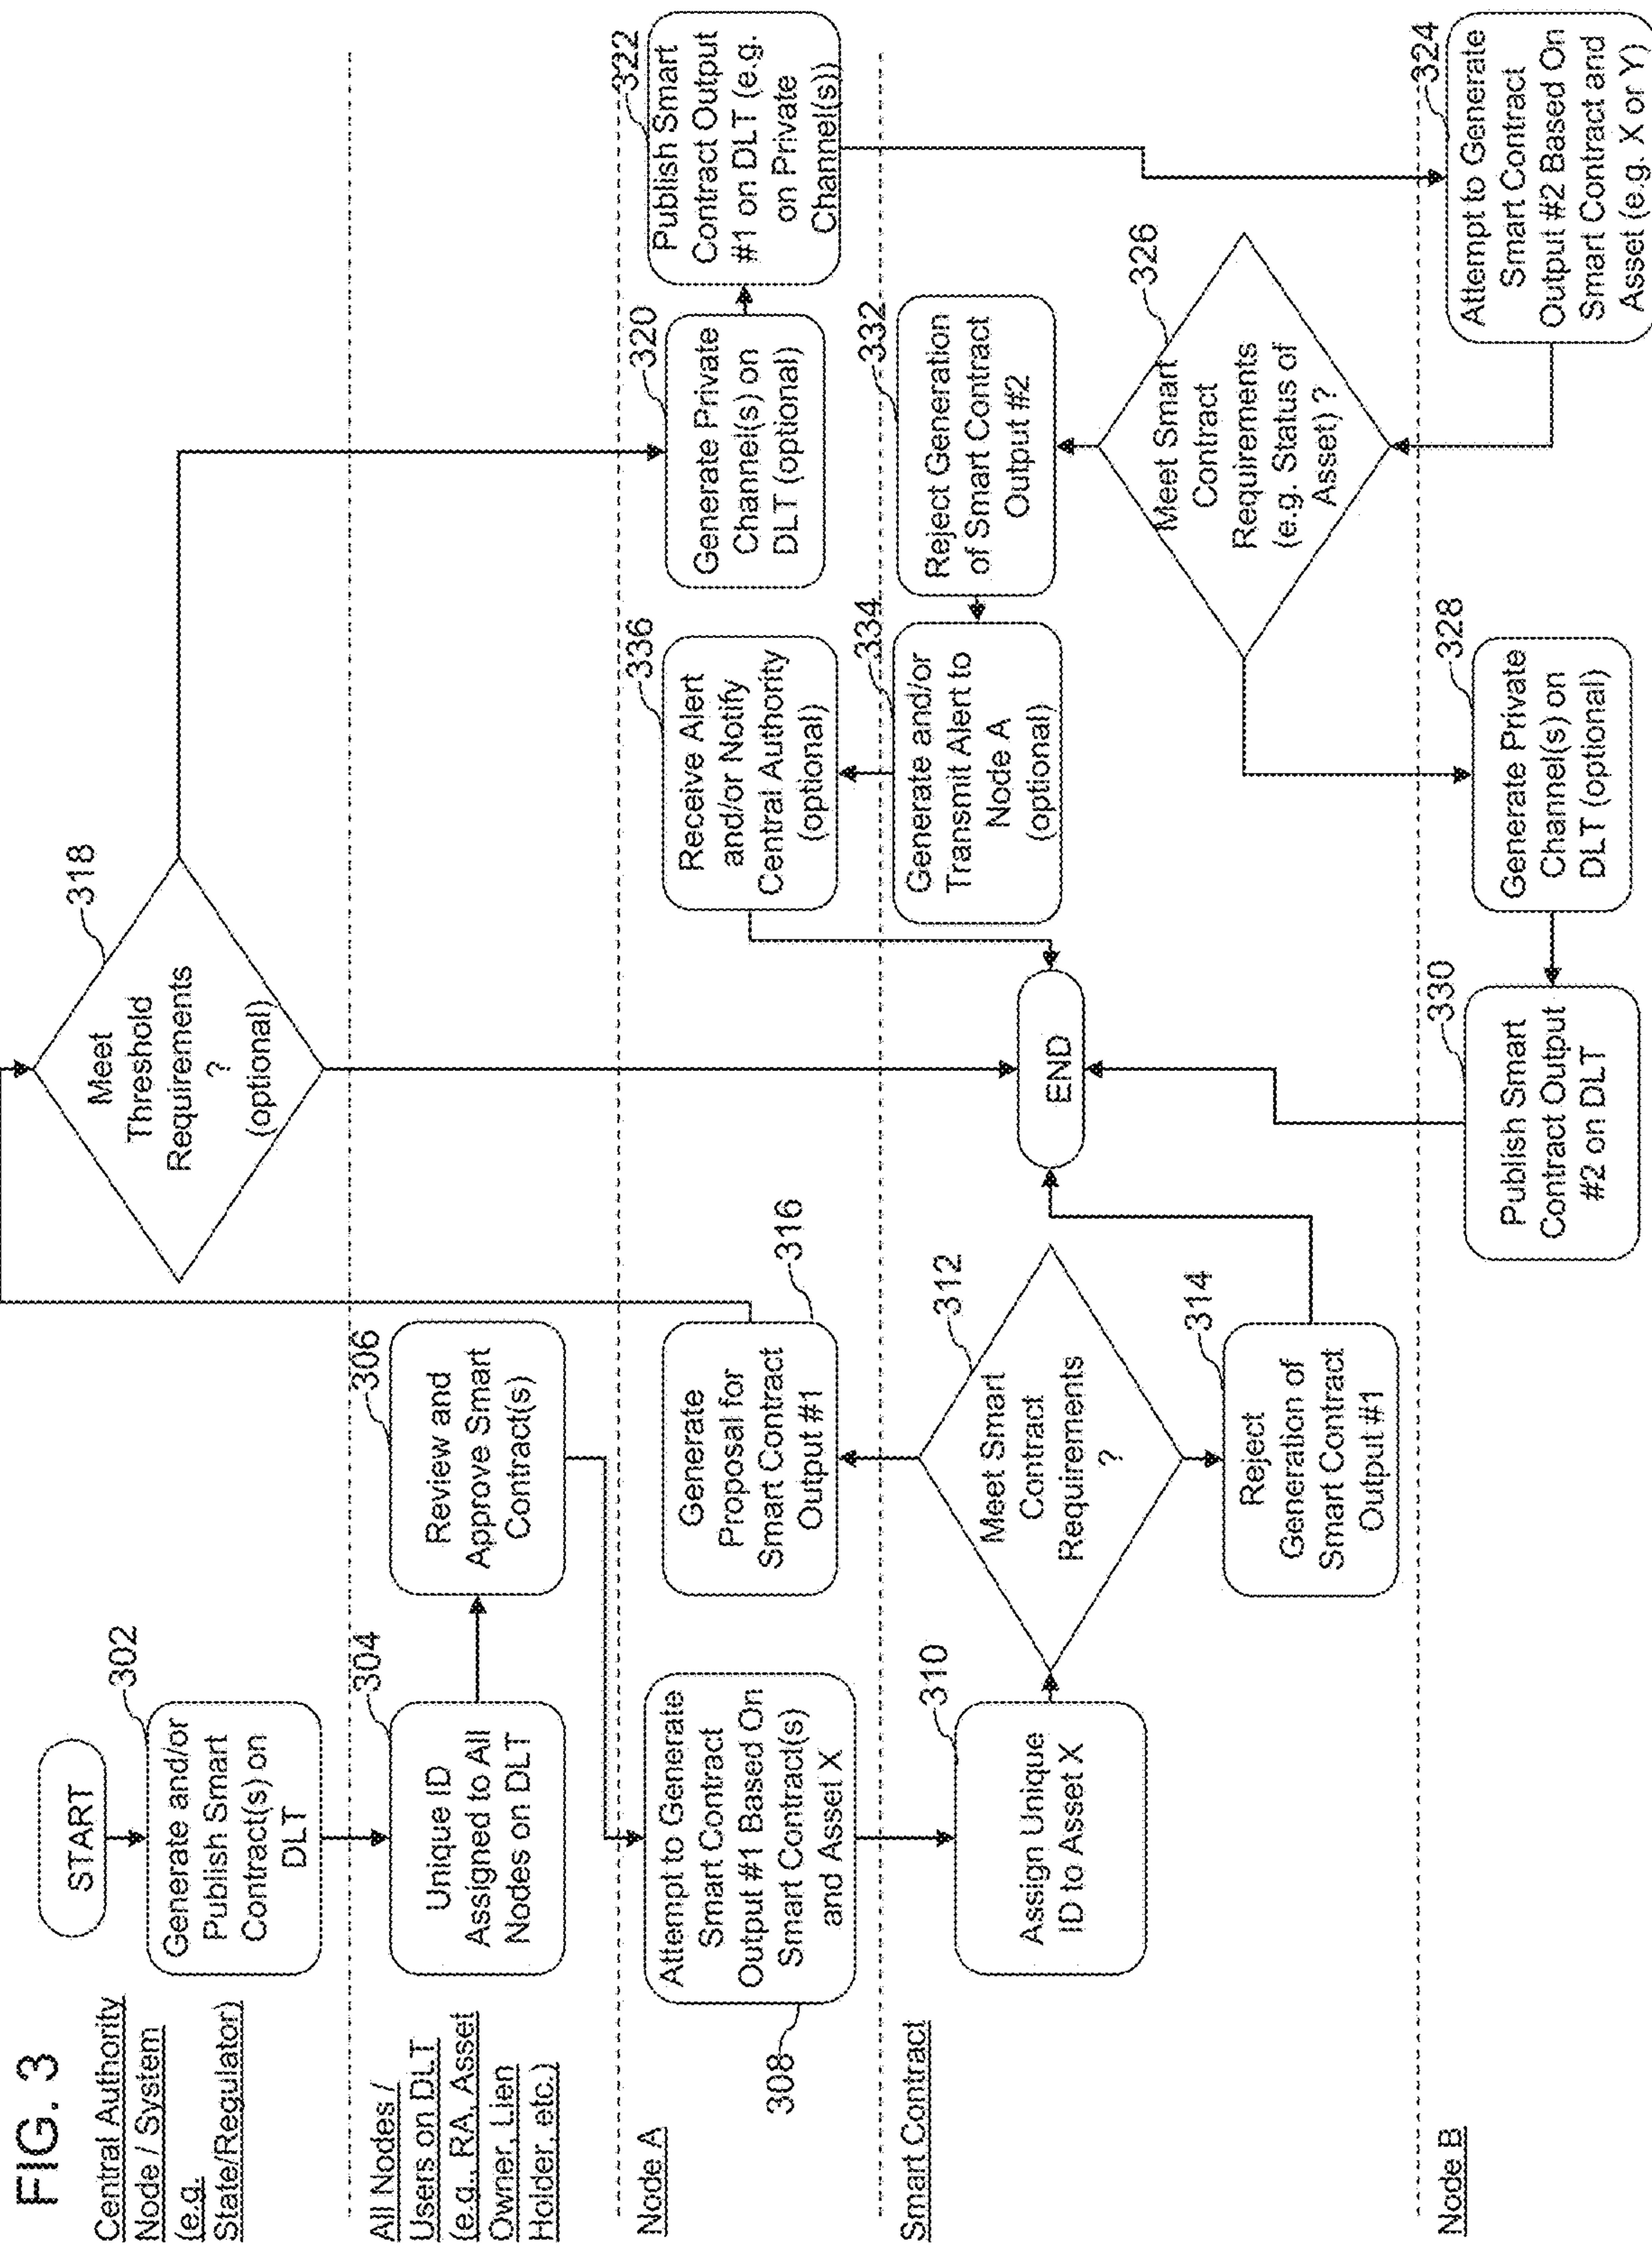 FIG. 3
Central Authority
Node / System
(e.g.
State/Regulator)
START
302
Generate and/or
Publish Smart
Contract(s) on
DLT
318
Meet
Threshold
Requirements
?
(optional)
All Nodes /
Users on DLT
(e.g., RA, Asset
Owner, Lien
Holder, etc.)
304
Unique ID
Assigned to All
Nodes on DLT
306
Review and
Approve Smart
Contract(s)
Node A
308
Attempt to Generate
Smart Contract
Output #1 Based On
Smart Contract(s)
and Asset X
316
Generate
Proposal for
Smart Contract
Output #1
336
Receive Alert
and/or Notify
Central Authority
(optional)
320
Generate Private
Channel(s) on
DLT (optional)
322
Publish Smart
Contract Output
#1 on DLT (e.g.
on Private
Channel(s))
Smart Contract
310
Assign Unique
ID to Asset X
312
Meet Smart
Contract
Requirements
?
314
Reject
Generation of
Smart Contract
Output #1
END
334
Generate and/or
Transmit Alert to
Node A
(optional)
332
Reject Generation
of Smart Contract
Output #2
326
Meet Smart
Contract
Requirements
(e.g. Status of
Asset) ?
Node B
330
Publish Smart
Contract Output
#2 on DLT
328
Generate Private
Channel(s) on
DLT (optional)
324
Attempt to Generate
Smart Contract
Output #2 Based On
Smart Contract and
Asset (e.g. X or Y)